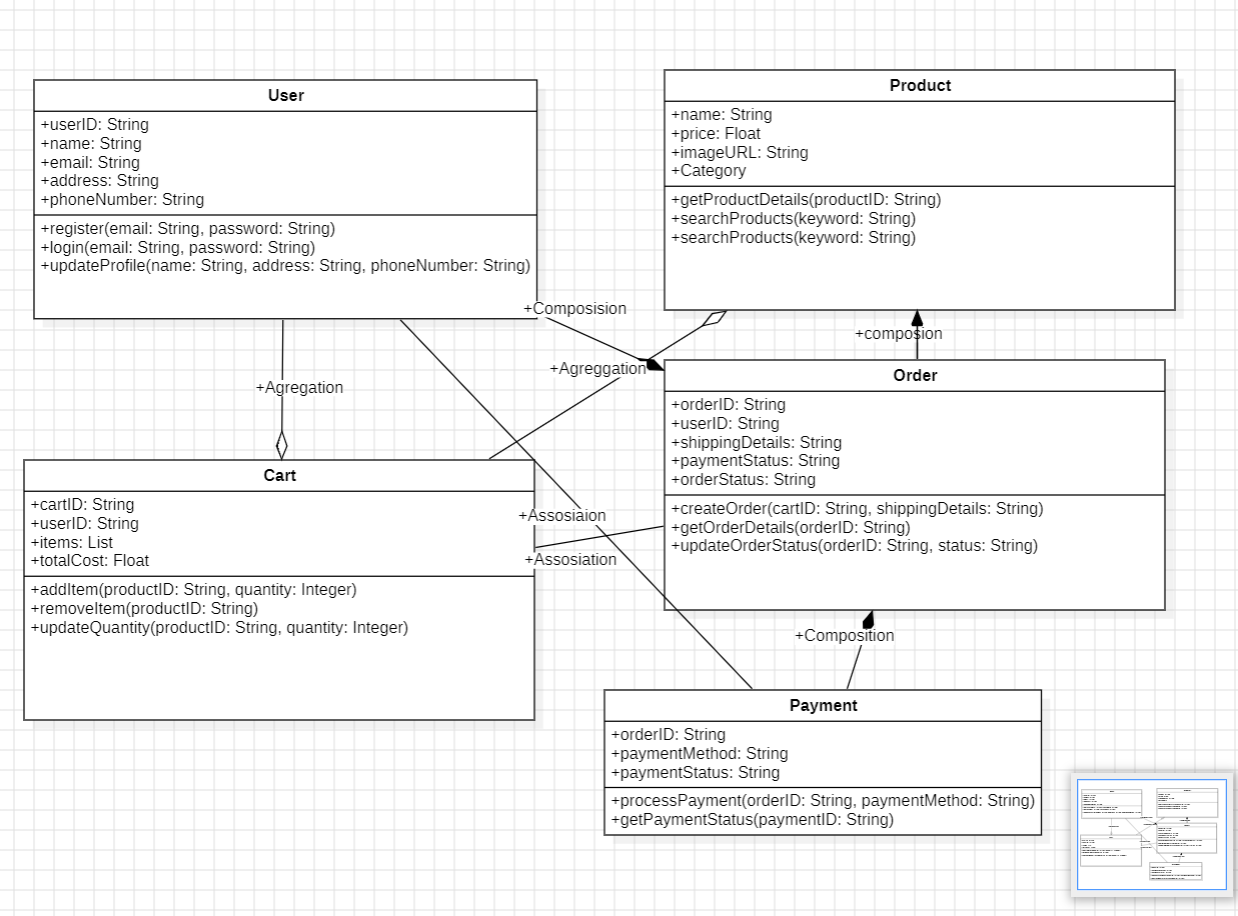 User
+userID: String
+name: String
+email: String
+address: String
+phoneNumber: String
+register(email: String, password: String)
+login(email: String, password: String)
+updateProfile(name: String, address: String, phoneNumber: String)
Product
+name: String
+price: Float
+imageURL: String
+Category
+getProductDetails(productID: String)
+searchProducts(keyword: String)
+searchProducts(keyword: String)
+Composision
+composion
+Agreggation
+Agregation
Order
+orderID: String
+userID: String
+shippingDetails: String
+paymentStatus: String
+orderStatus: String
+createOrder(cartID: String, shippingDetails: String)
+getOrderDetails(orderID: String)
+updateOrderStatus(orderID: String, status: String)
Cart
+cartID: String
+userID: String
+items: List
+totalCost: Float
+addItem(productID: String, quantity: Integer)
+removeItem(productID: String)
+updateQuantity(productID: String, quantity: Integer)
+Assosiaion
+Assosiation
+Composition
Payment
+orderID: String
+paymentMethod: String
+paymentStatus: String
+processPayment(orderID: String, paymentMethod: String)
+getPaymentStatus(paymentID: String)